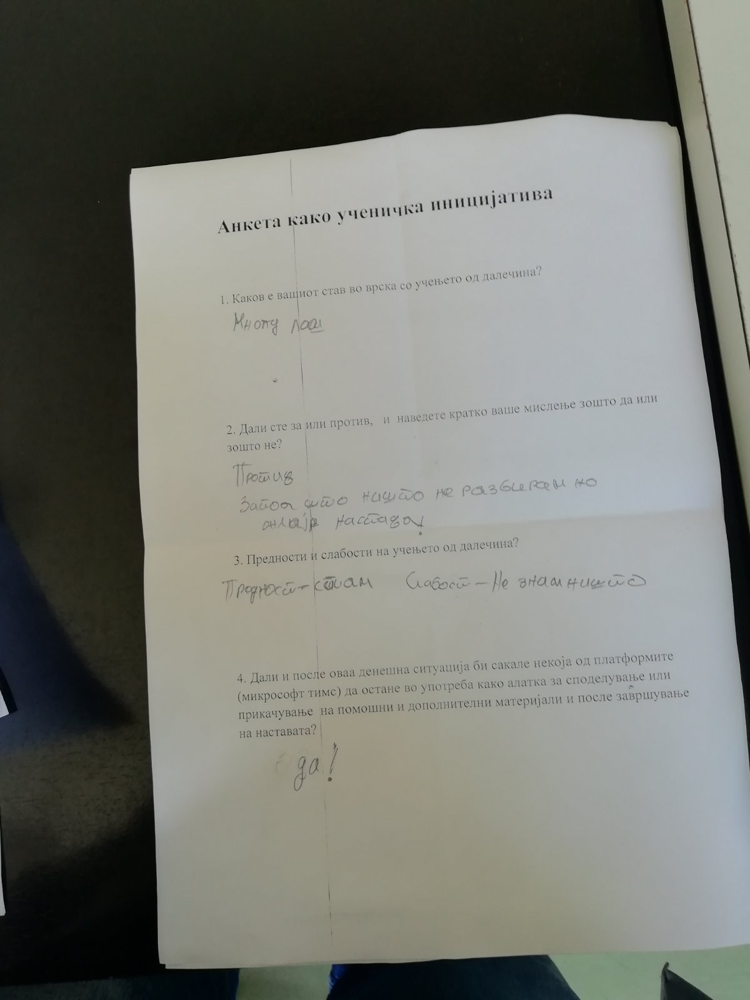 Анкета како ученичка иницијатива
1. Каков е вашиот став во врска со учењето од далечина?
Многу лош
2. Дали сте за или против, и наведете кратко ваше мислење зошто да или
зошто не?
Против
Затоа што ништо не разбирам на
онлајн настава!
3. Предности и слабости на учењето од далечина?
Предност - спијам Слабост - Не знам ништо
4. Дали и после оваа денешна ситуација би сакале некоја од платформите
(микрософт тимс) да остане во употреба како алатка за споделување или
прикачување на помошни и дополнителни материјали и после завршување
на наставата?
да!